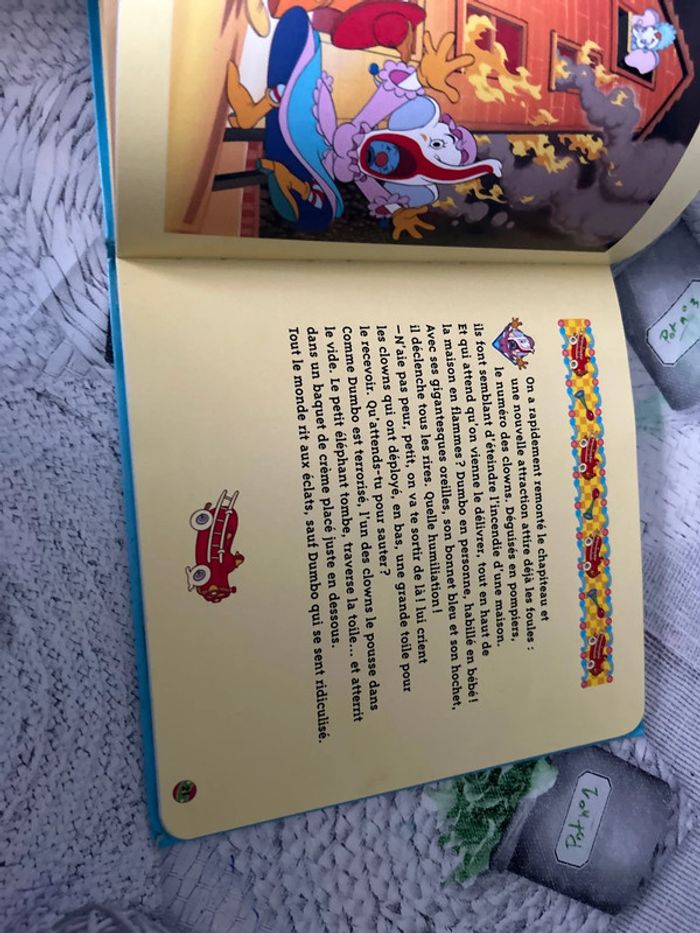 On a rapidement remonté le chapiteau et
une nouvelle attraction attire déjà les foules :
le numéro des clowns. Déguisés en pompiers,
ils font semblant d'éteindre l'incendie d'une maison.
Et qui attend qu'on vienne le délivrer, tout en haut de
la maison en flammes ? Dumbo en personne, habillé en bébé !
Avec ses gigantesques oreilles, son bonnet bleu et son hochet,
il déclenche tous les rires. Quelle humiliation !
—N'aie pas peur, petit, on va te sortir de là ! lui crient
les clowns qui ont déployé, en bas, une grande toile pour
le recevoir. Qu'attends-tu pour sauter ?
Comme Dumbo est terrorisé, l'un des clowns le pousse dans
le vide. Le petit éléphant tombe, traverse la toile... et atterrit
dans un baquet de crème placé juste en dessous.
Tout le monde rit aux éclats, sauf Dumbo qui se sent ridiculisé.